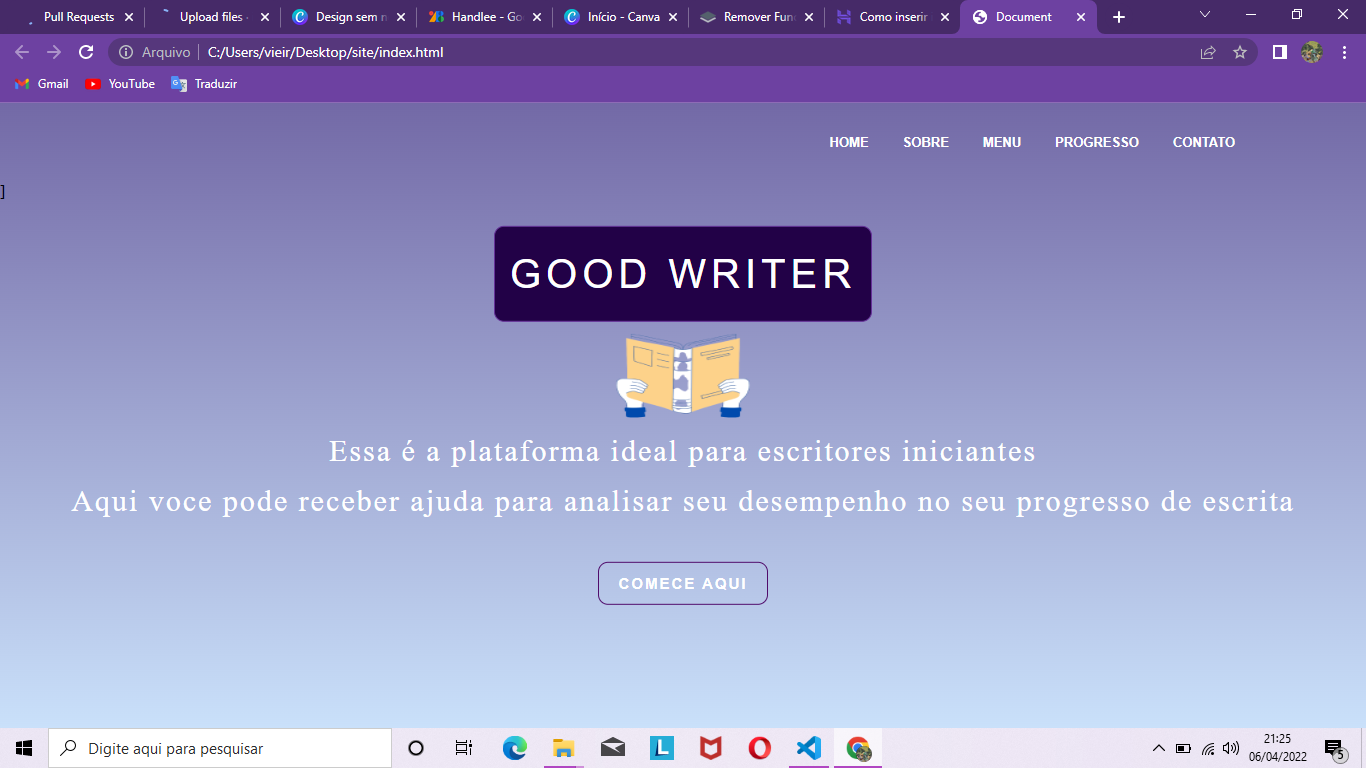 Pull Requests
Upload files
Design sem n
Handlee - Go
Início - Canva
Remover Fun
Como inserir
Document
Arquivo
C:/Users/vieir/Desktop/site/index.html
Gmail
YouTube
Traduzir
HOME SOBRE MENU PROGRESSO CONTATO
]
GOOD WRITER
Essa é a plataforma ideal para escritores iniciantes
Aqui voce pode receber ajuda para analisar seu desempenho no seu progresso de escrita
COMECE AQUI
Digite aqui para pesquisar
L
21:25
06/04/2022
5